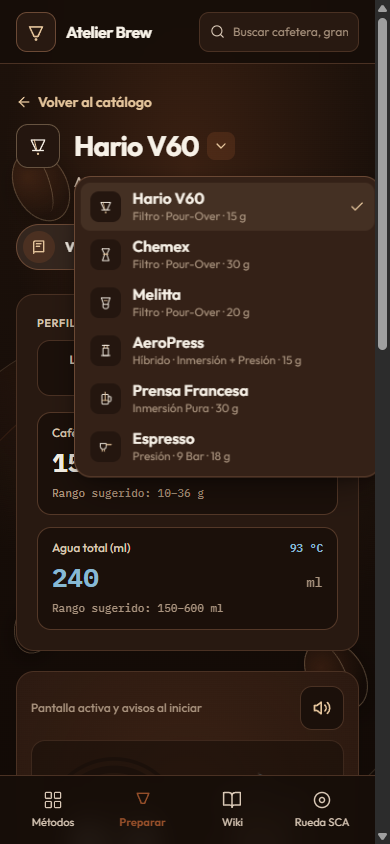 Atelier Brew
Buscar cafetera, gran
Volver al catálogo
Hario V60
Hario V60
Filtro · Pour-Over · 15 g
Chemex
Filtro · Pour-Over · 30 g
Melitta
Filtro · Pour-Over · 20 g
AeroPress
Híbrido · Inmersión + Presión · 15 g
Prensa Francesa
Inmersión Pura · 30 g
Espresso
Presión · 9 Bar · 18 g
PERFIL
Café
15
Rango sugerido: 10–36 g
Agua total (ml)
93 °C
240
ml
Rango sugerido: 150–600 ml
Pantalla activa y avisos al iniciar
Métodos
Preparar
Wiki
Rueda SCA